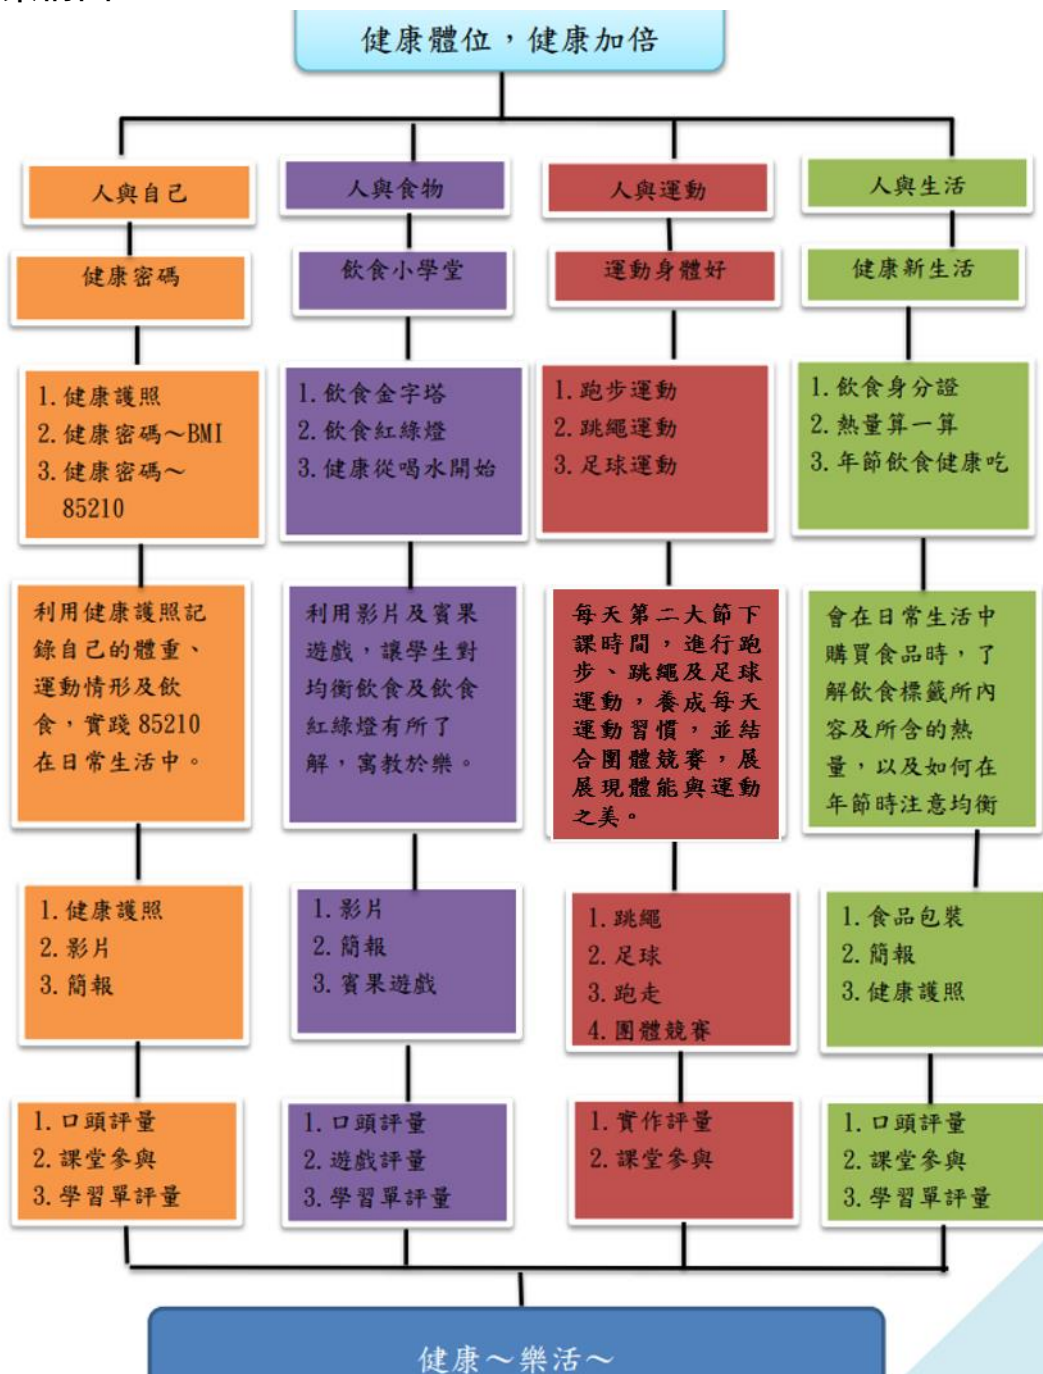 健康體位，健康加倍
人與自己
人與食物
人與運動
人與生活
健康密碼
飲食小學堂
運動身體好
健康新生活
1. 健康護照
2. 健康密碼～BMI
3. 健康密碼～
85210
1. 飲食金字塔
2. 飲食紅綠燈
3. 健康從喝水開始
1. 跑步運動
2. 跳繩運動
3. 足球運動
1. 飲食身分證
2. 熱量算一算
3. 年節飲食健康吃
利用健康護照記
錄自己的體重、
運動情形及飲
食，實踐 85210
在日常生活中。
利用影片及賓果
遊戲，讓學生對
均衡飲食及飲食
紅綠燈有所了
解，寓教於樂。
每天第二大節下
課時間，進行跑
步、跳繩及足球
運動，養成每天
運動習慣，並結
合團體競賽，展
展現體能與運動
之美。
會在日常生活中
購買食品時，了
解飲食標籤所內
容及所含的熱
量，以及如何在
年節時注意均衡
1. 健康護照
2. 影片
3. 簡報
1. 影片
2. 簡報
3. 賓果遊戲
1. 跳繩
2. 足球
3. 跑走
4. 團體競賽
1. 食品包裝
2. 簡報
3. 健康護照
1. 口頭評量
2. 課堂參與
3. 學習單評量
1. 口頭評量
2. 遊戲評量
3. 學習單評量
1. 實作評量
2. 課堂參與
1. 口頭評量
2. 課堂參與
3. 學習單評量
健康～樂活～